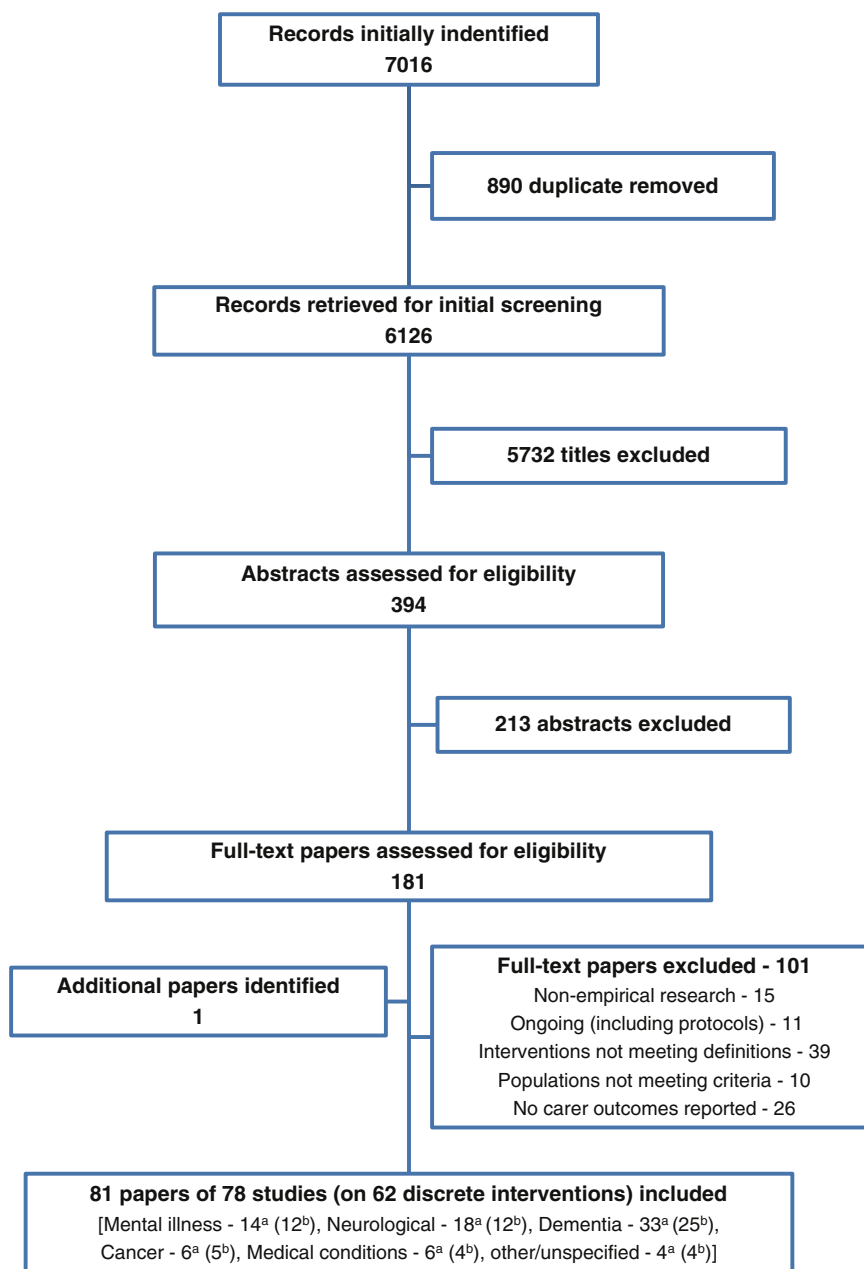 Records initially indentified
7016
890 duplicate removed
Records retrieved for initial screening
6126
5732 titles excluded
Abstracts assessed for eligibility
394
213 abstracts excluded
Full-text papers assessed for eligibility
181
Additional papers identified
1
Full-text papers excluded - 101
Non-empirical research - 15
Ongoing (including protocols) - 11
Interventions not meeting definitions - 39
Populations not meeting criteria - 10
No carer outcomes reported - 26
81 papers of 78 studies (on 62 discrete interventions) included
[Mental illness - 14ᵃ (12ᵇ), Neurological - 18ᵃ (12ᵇ), Dementia - 33ᵃ (25ᵇ),
Cancer - 6ᵃ (5ᵇ), Medical conditions - 6ᵃ (4ᵇ), other/unspecified - 4ᵃ (4ᵇ)]